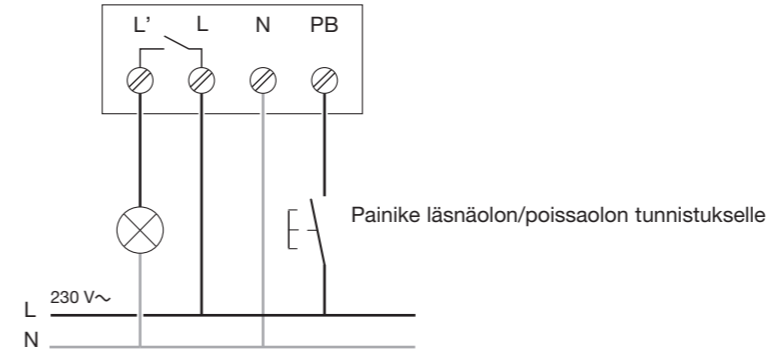 L’ L N PB
Painike läsnäolon/poissaolon tunnistukselle
230 V~
L
N